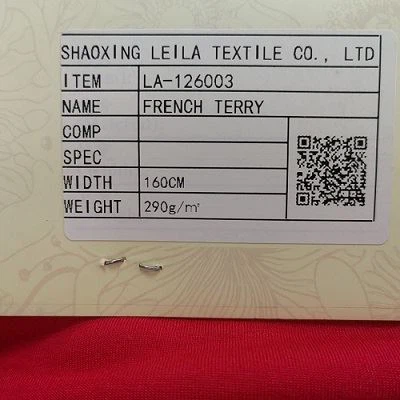 SHAOXING LEILA TEXTILE CO., LTD
ITEM LA-126003
NAME FRENCH TERRY
COMP
SPEC
WIDTH 160CM
WEIGHT 290g/㎡